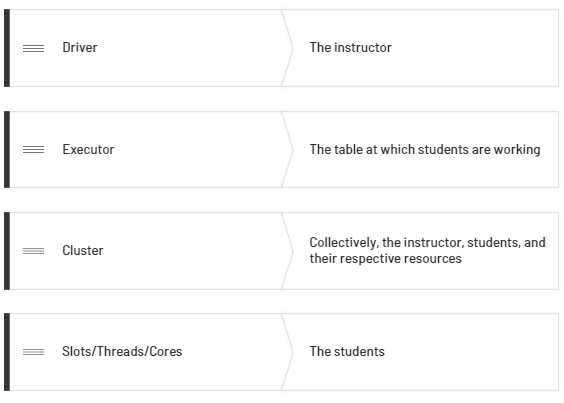 Driver
The instructor
Executor
The table at which students are working
Cluster
Collectively, the instructor, students, and
their respective resources
Slots/Threads/Cores
The students